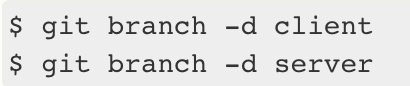 $ git branch -d client
$ git branch -d server